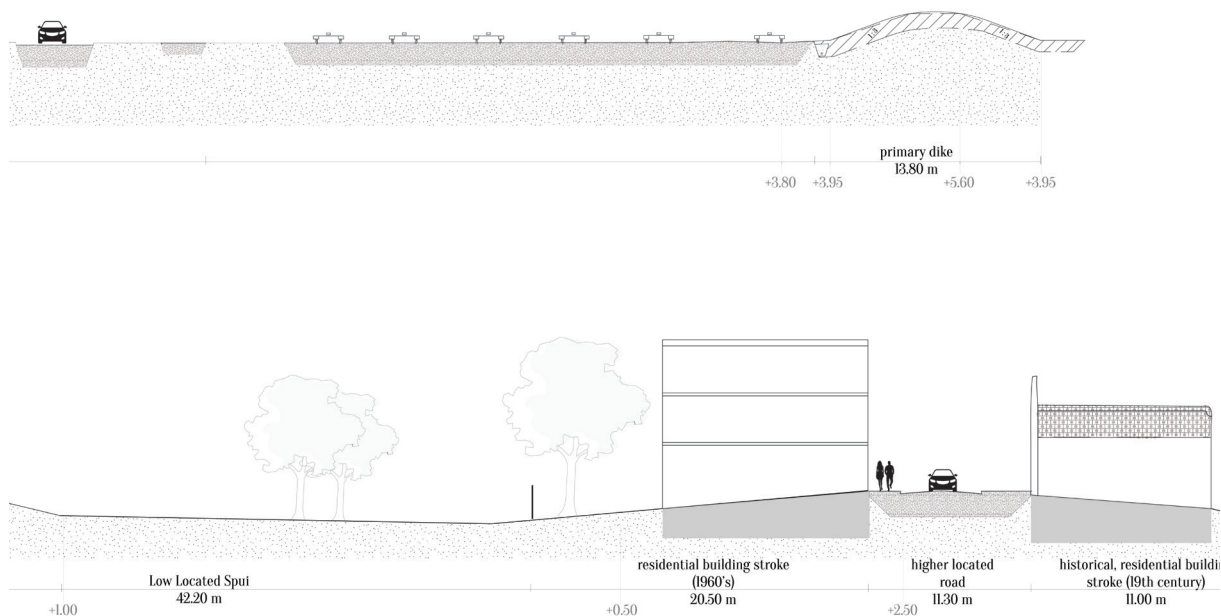 1:3
1:3
primary dike
13.80 m
+3.80
+3.95
+5.60
+3.95
Low Located Spui
42.20 m
residential building stroke
(1960's)
20.50 m
higher located
road
11.30 m
historical, residential buildin
stroke (19th century)
11.00 m
+1.00
+0.50
+2.50